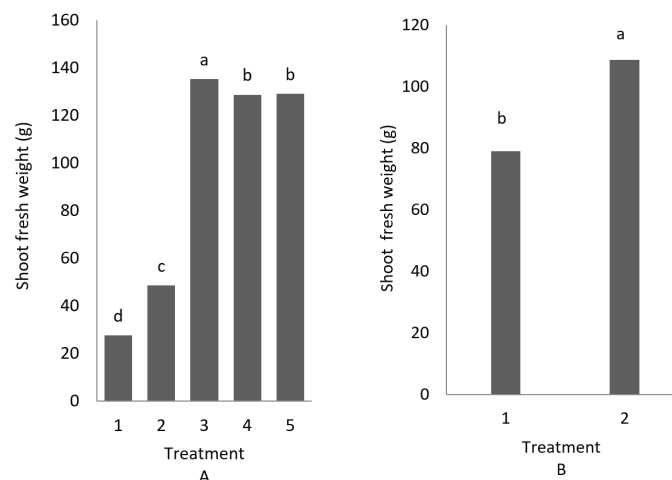 Shoot fresh weight (g)
160
140
120
100
80
60
40
20
0
d
c
a
b
b
1 2 3 4 5
Treatment
A
Shoot fresh weight (g)
120
100
80
60
40
20
0
b
a
1 2
Treatment
B